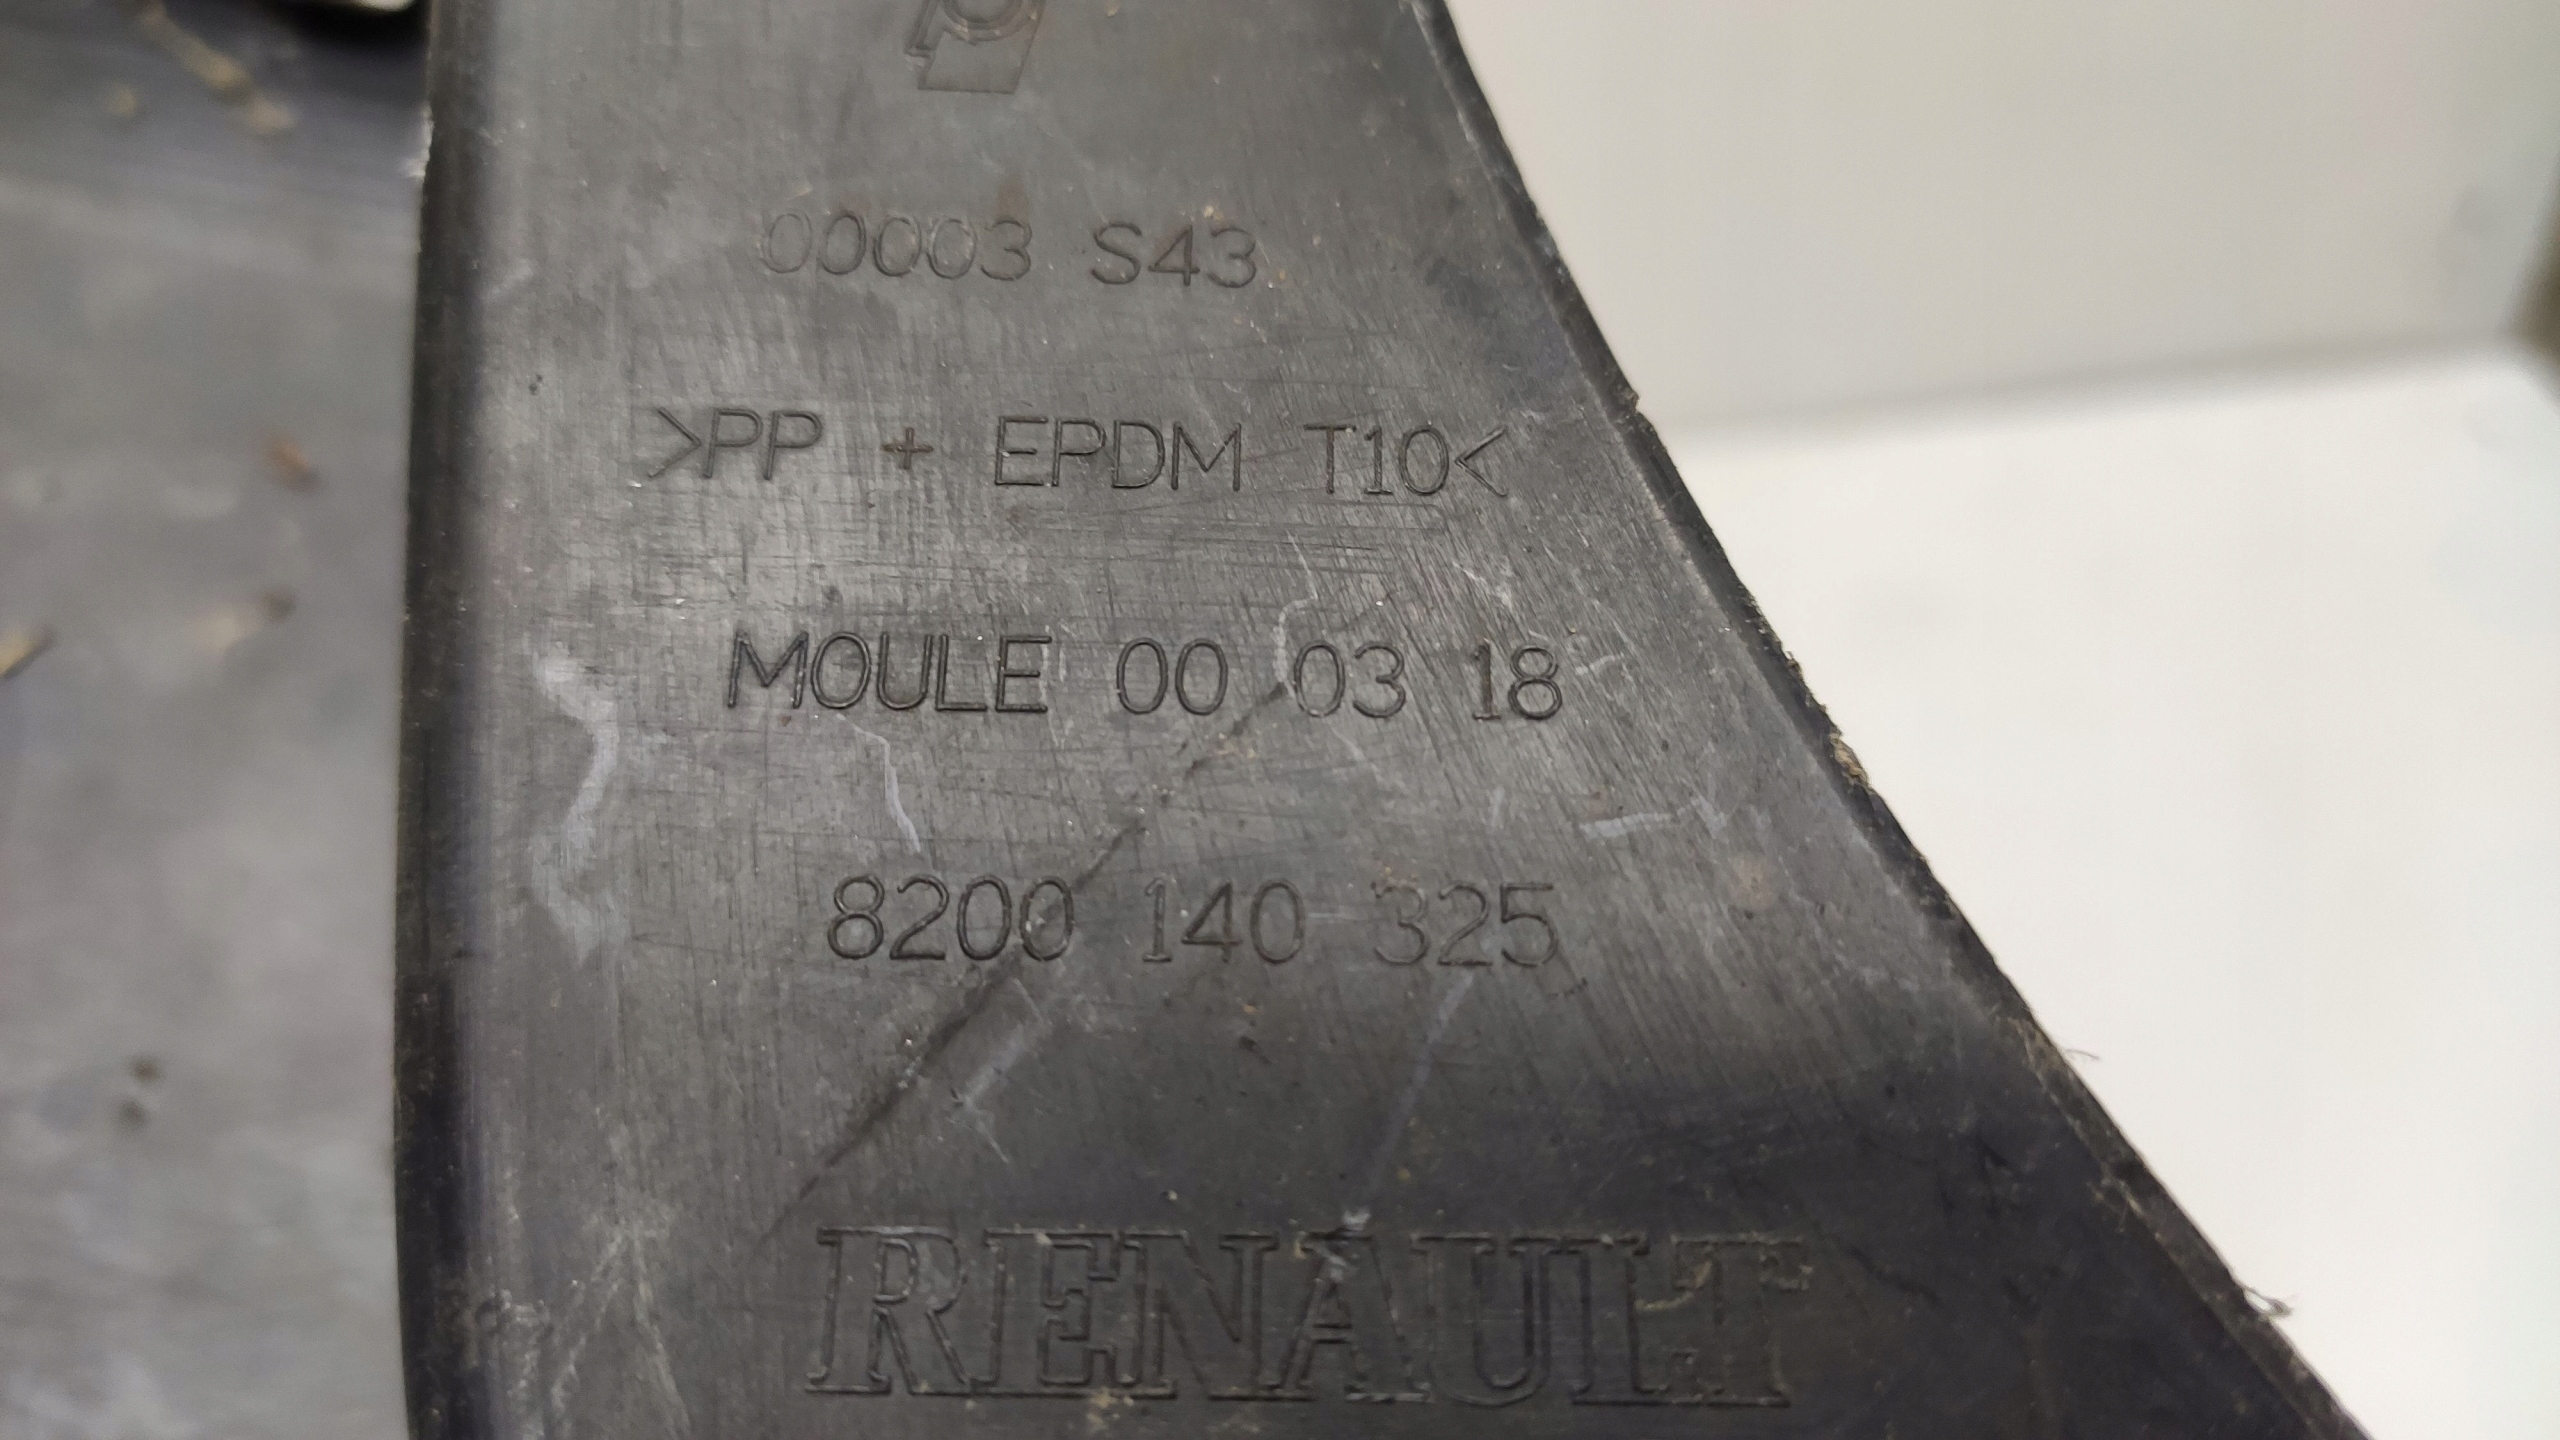 00003 S43
>PP + EPDM T10<
MOULE 00 03 18
8200 140 325
RENAULT